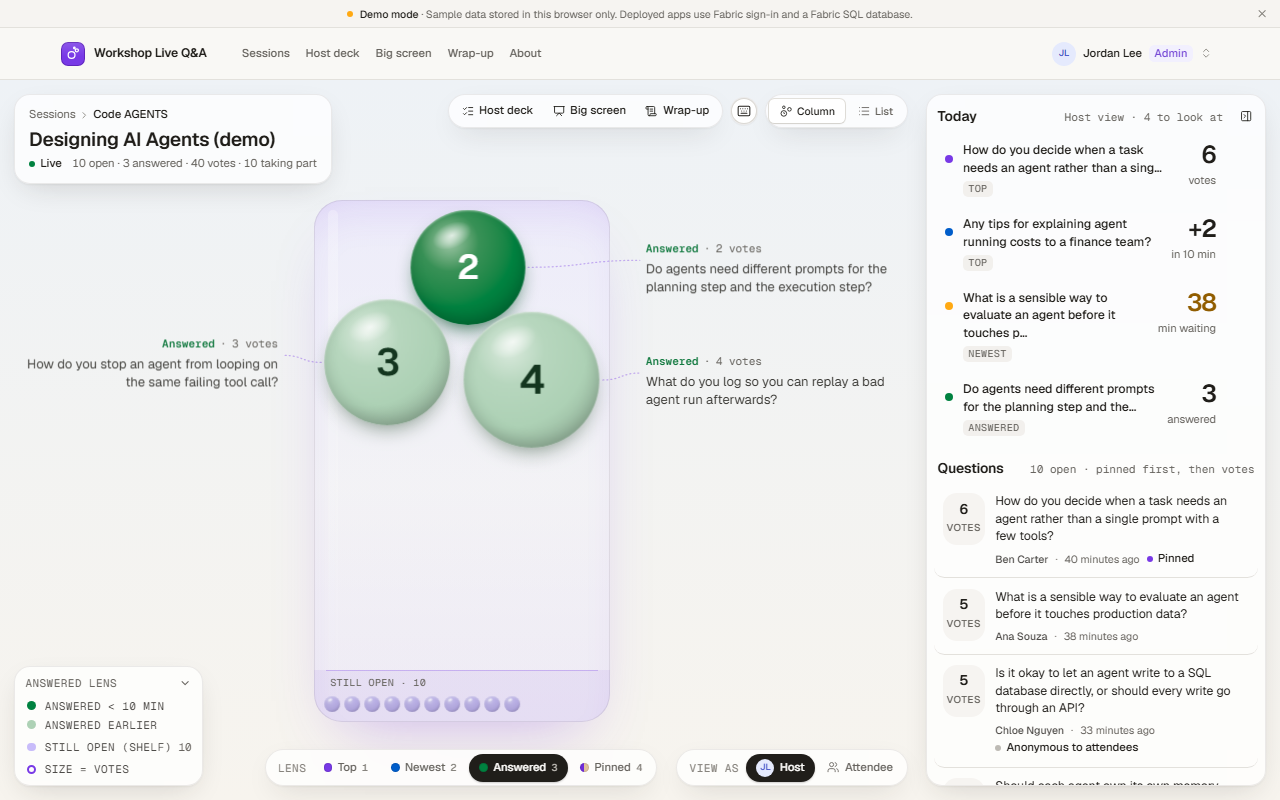 Demo mode · Sample data stored in this browser only. Deployed apps use Fabric sign-in and a Fabric SQL database.
Workshop Live Q&A
Sessions
Host deck
Big screen
Wrap-up
About
JL
Jordan Lee
Admin
Sessions > Code AGENTS
Designing AI Agents (demo)
Live 10 open · 3 answered · 40 votes · 10 taking part
Host deck
Big screen
Wrap-up
Column
List
2
Answered · 2 votes
Do agents need different prompts for the
planning step and the execution step?
3
Answered · 3 votes
How do you stop an agent from looping on
the same failing tool call?
4
Answered · 4 votes
What do you log so you can replay a bad
agent run afterwards?
STILL OPEN · 10
ANSWERED LENS
ANSWERED < 10 MIN
ANSWERED EARLIER
STILL OPEN (SHELF) 10
SIZE = VOTES
LENS
Top 1
Newest 2
Answered 3
Pinned 4
VIEW AS
JL
Host
Attendee
Today
Host view · 4 to look at
How do you decide when a task
needs an agent rather than a sing…
TOP
6
votes
Any tips for explaining agent
running costs to a finance team?
TOP
+2
in 10 min
What is a sensible way to
evaluate an agent before it
touches p…
NEWEST
38
min waiting
Do agents need different prompts
for the planning step and the…
ANSWERED
3
answered
Questions
10 open · pinned first, then votes
6
VOTES
How do you decide when a task needs an
agent rather than a single prompt with a
few tools?
Ben Carter · 40 minutes ago
Pinned
5
VOTES
What is a sensible way to evaluate an agent
before it touches production data?
Ana Souza · 38 minutes ago
5
VOTES
Is it okay to let an agent write to a SQL
database directly, or should every write go
through an API?
Chloe Nguyen · 33 minutes ago
Anonymous to attendees
Should each agent own its own memory